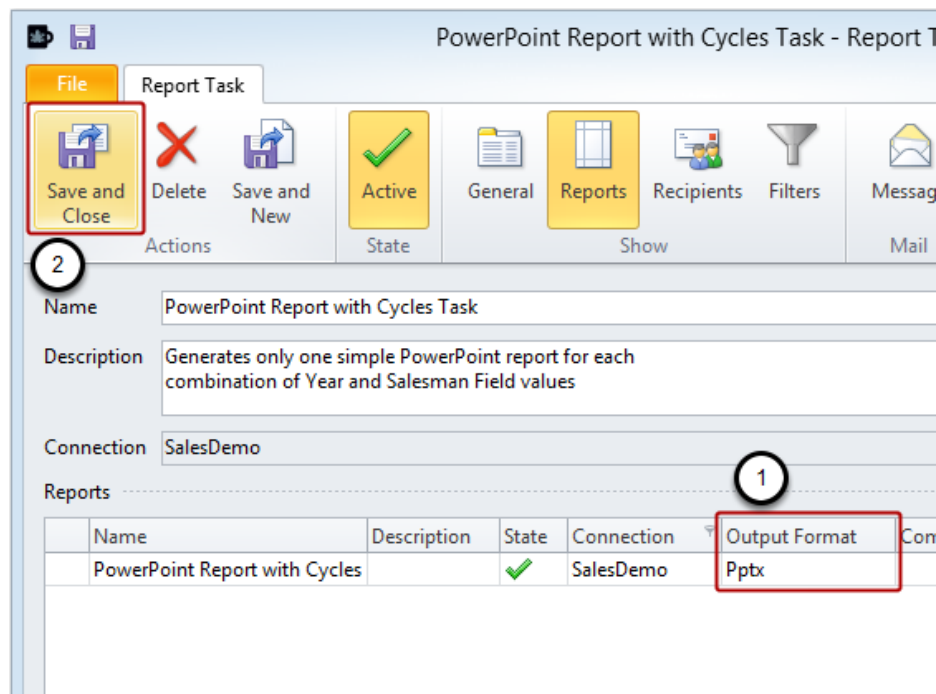 PowerPoint Report with Cycles Task - Report T
File
Report Task
Save and
Close
Delete
Save and
New
Active
General
Reports
Recipients
Filters
Messag
Actions
State
Show
Mail
2
Name
PowerPoint Report with Cycles Task
Description
Generates only one simple PowerPoint report for each
combination of Year and Salesman Field values
Connection
SalesDemo
1
Reports
Name Description State Connection Output Format Com
PowerPoint Report with Cycles SalesDemo Pptx